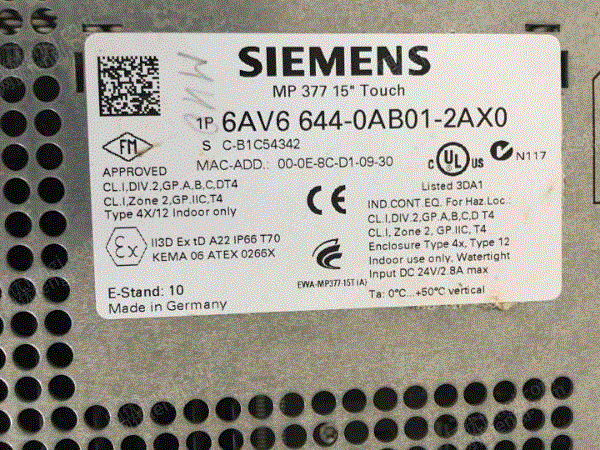 SIEMENS
MP 377 15" Touch
1P 6AV6 644-0AB01-2AX0
S C-B1C54342
MAC-ADD.: 00-0E-8C-D1-09-30
FM
APPROVED
CL.I,DIV.2,GP.A,B,C,DT4
CL.I,Zone 2,GP.IIC,T4
Type 4X/12 Indoor only
Ex
II3D Ex tD A22 IP66 T70
KEMA 06 ATEX 0266X
E-Stand: 10
Made in Germany
CE
EWA-MP377-15T(A)
c UL us
N117
Listed 3DA1
IND.CONT.EQ. For Haz.Loc.:
CL.I,DIV.2,GP.A,B,C,D T4
CL.I,Zone 2,GP.IIC, T4
Enclosure Type 4x, Type 12
Indoor use only. Watertight
Input DC 24V/2.8A max
Ta: 0°C...+50°C vertical